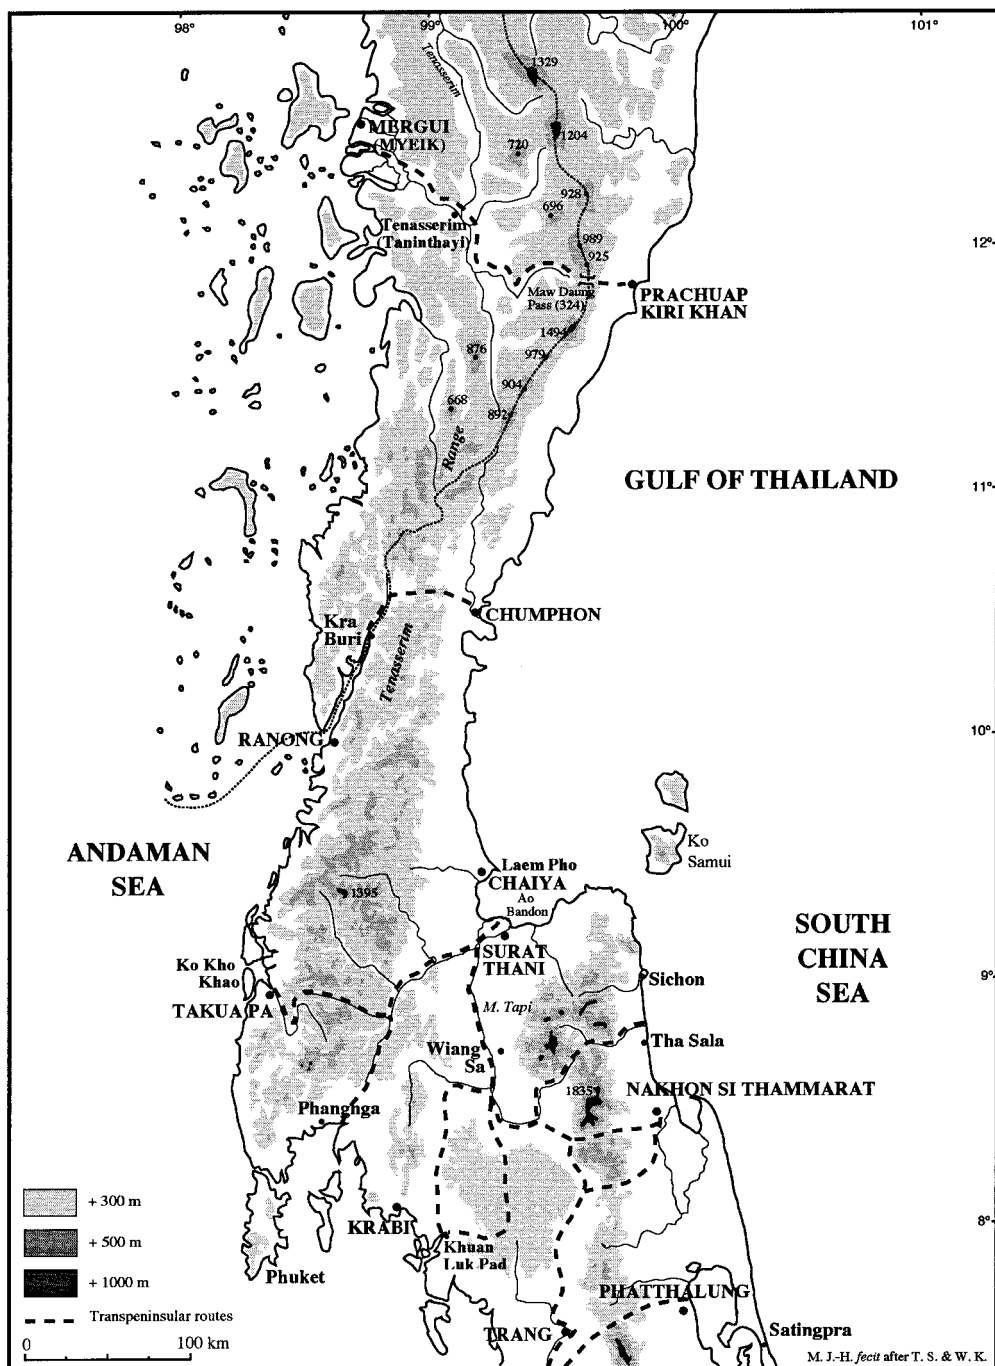 98°
99°
100°
101°
Tenasserim
1329
MERGUI
(MYEIK)
1204
720
928
696
Tenasserim
(Taninthayi)
989
12°
925
Maw Daung
Pass (324)
PRACHUAP
KIRI KHAN
1494
876
979
904
668
892
Range
GULF OF THAILAND
11°
Kra
Buri
CHUMPHON
Tenasserim
RANONG
10°
ANDAMAN
SEA
Ko
Samui
Laem Pho
CHAIYA
Ao
Bandon
1395
SOUTH
CHINA
SEA
SURAT
THANI
Ko Kho
Khao
Sichon
9°
TAKUA PA
M. Tapi
Tha Sala
Wiang
Sa
1835
NAKHON SI THAMMARAT
Phanghga
+ 300 m
8°
KRABI
+ 500 m
Khuan
Luk Pad
Phuket
+ 1000 m
PHATTHALUNG
Transpeninsular routes
TRANG
Satingpra
0 100 km
M. J.-H. fecit after T. S. & W. K.